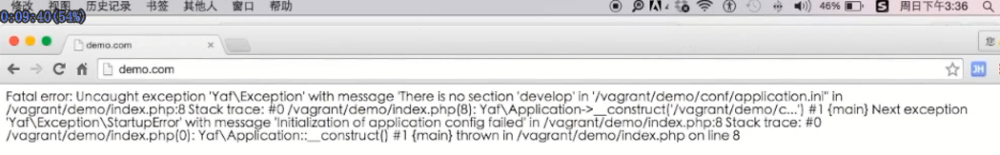 修改 视图 历史记录 书签 其他人 窗口 帮助 46% 周日下午3:36
0:09:40(54%)
demo.com
您
demo.com JH
Fatal error: Uncaught exception 'Yaf\Exception' with message 'There is no section 'develop' in '/vagrant/demo/conf/application.ini'' in
/vagrant/demo/index.php:8 Stack trace: #0 /vagrant/demo/index.php(8): Yaf\Application->__construct('/vagrant/demo/c...') #1 {main} Next exception
'Yaf\Exception\StartupError' with message 'Initialization of application config failed' in /vagrant/demo/index.php:8 Stack trace: #0
/vagrant/demo/index.php(0): Yaf\Application::__construct() #1 {main} thrown in /vagrant/demo/index.php on line 8